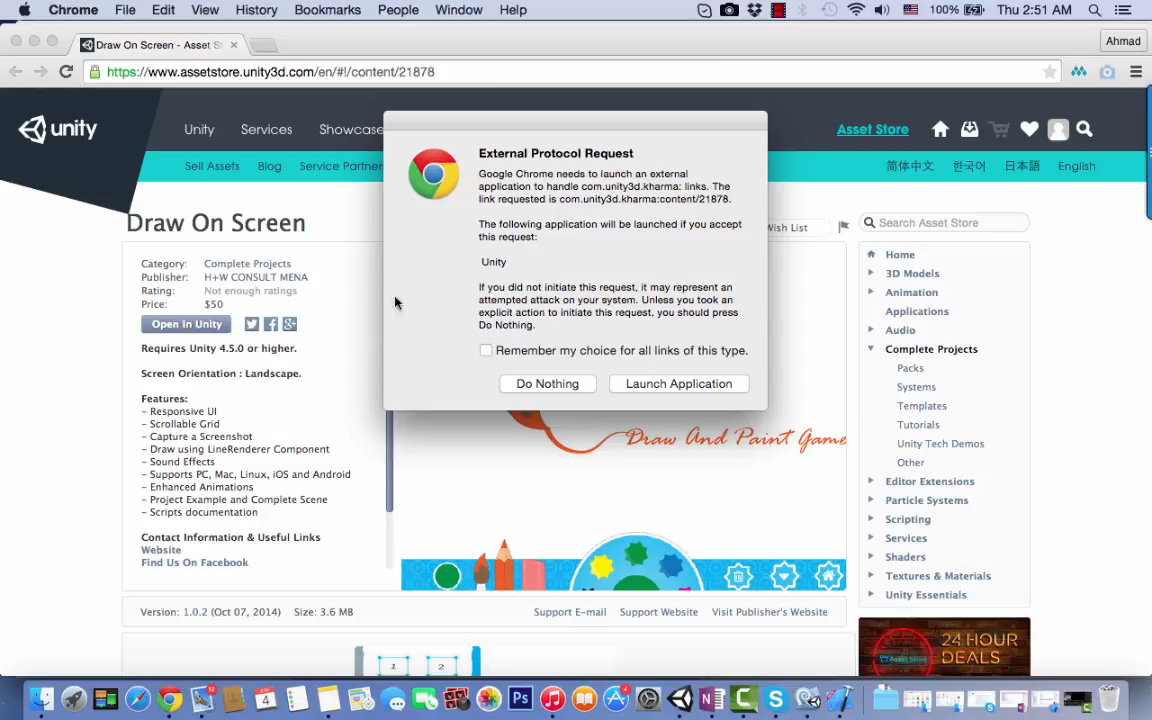 Chrome File Edit View History Bookmarks People Window Help 100% Thu 2:51 AM
Draw On Screen - Asset S Ahmad
https://www.assetstore.unity3d.com/en/#!/content/21878
unity Unity Services Showcase Asset Store
Sell Assets Blog Service Partner 简体中文 한국어 日本語 English
External Protocol Request
Google Chrome needs to launch an external
application to handle com.unity3d.kharma: links. The
link requested is com.unity3d.kharma:content/21878.
The following application will be launched if you accept
this request:
Unity
If you did not initiate this request, it may represent an
attempted attack on your system. Unless you took an
explicit action to initiate this request, you should press
Do Nothing.
Remember my choice for all links of this type.
Do Nothing Launch Application
Draw On Screen
Wish List
Category: Complete Projects
Publisher: H+W CONSULT MENA
Rating: Not enough ratings
Price: $50
Open in Unity
Requires Unity 4.5.0 or higher.
Screen Orientation : Landscape.
Features:
- Responsive UI
- Scrollable Grid
- Capture a Screenshot
- Draw using LineRenderer Component
- Sound Effects
- Supports PC, Mac, Linux, iOS and Android
- Enhanced Animations
- Project Example and Complete Scene
- Scripts documentation
Contact Information & Useful Links
Website
Find Us On Facebook
Draw And Paint Game
Version: 1.0.2 (Oct 07, 2014) Size: 3.6 MB Support E-mail Support Website Visit Publisher's Website
1 2
Search Asset Store
Home
3D Models
Animation
Applications
Audio
Complete Projects
Packs
Systems
Templates
Tutorials
Unity Tech Demos
Other
Editor Extensions
Particle Systems
Scripting
Services
Shaders
Textures & Materials
Unity Essentials
Asset Store
24 HOUR
DEALS
Ps